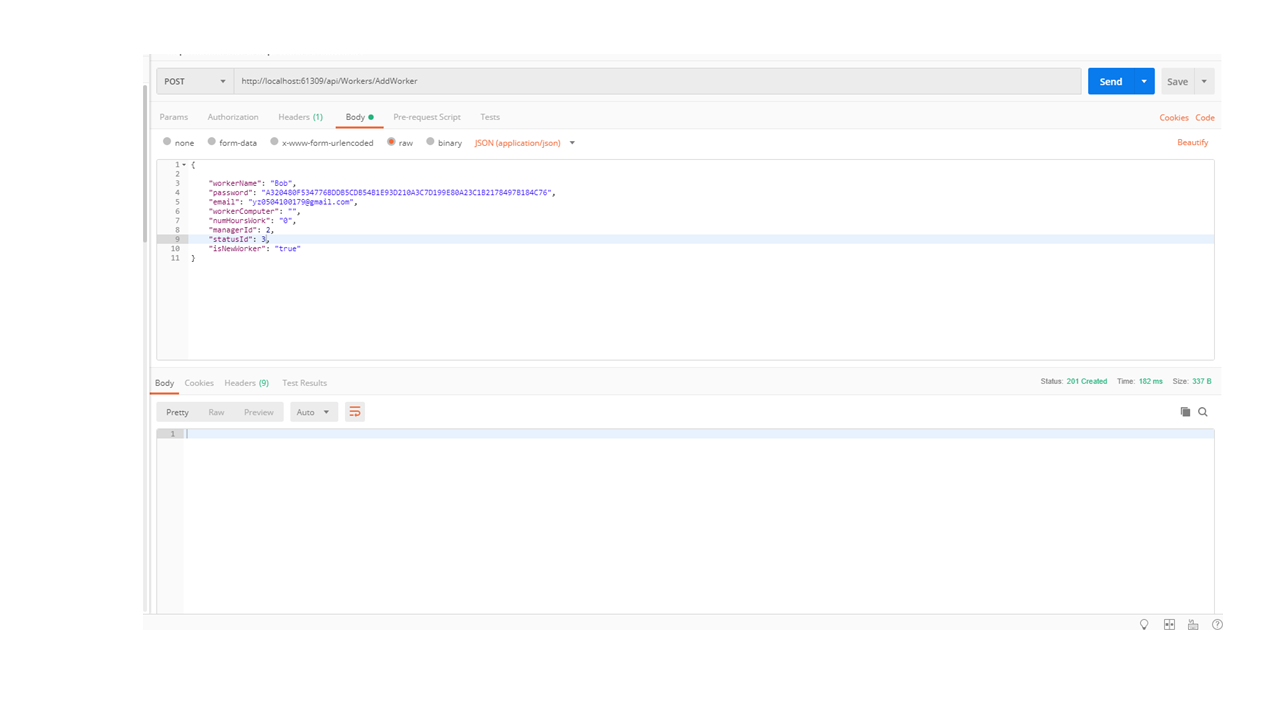 POST http://localhost:61309/api/Workers/AddWorker Send Save
Params Authorization Headers (1) Body Pre-request Script Tests Cookies Code
none form-data x-www-form-urlencoded raw binary JSON (application/json) Beautify
1 {
2
3 "workerName": "Bob",
4 "password": "A320480F534776BDDB5CDB54B1E93D210A3C7D199E80A23C1B2178497B184C76",
5 "email": "yz0504100179@gmail.com",
6 "workerComputer": "",
7 "numHoursWork": "0",
8 "managerId": 2,
9 "statusId": 3,
10 "isNewWorker": "true"
11 }
Body Cookies Headers (9) Test Results Status: 201 Created Time: 182 ms Size: 337 B
Pretty Raw Preview Auto
1